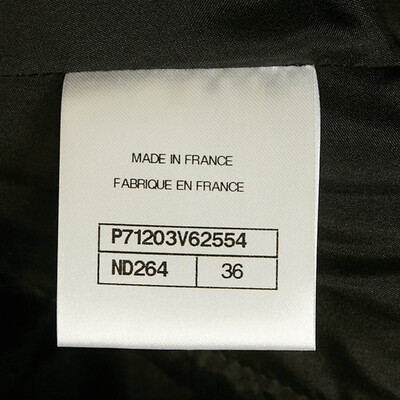 MADE IN FRANCE
FABRIQUE EN FRANCE
P71203V62554
ND264 36